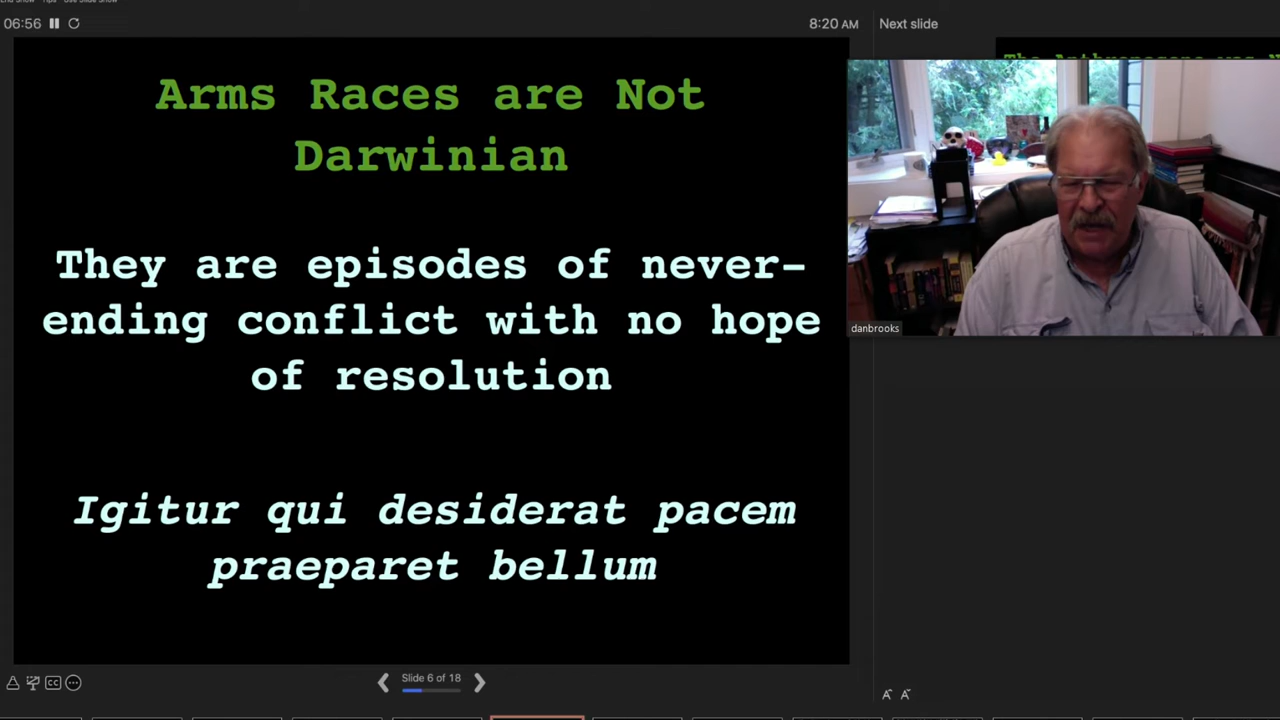 06:56
8:20 AM
Next slide
Arms Races are Not
Darwinian
They are episodes of never-
ending conflict with no hope
of resolution
Igitur qui desiderat pacem
praeparet bellum
danbrooks
Slide 6 of 18
CC
A A